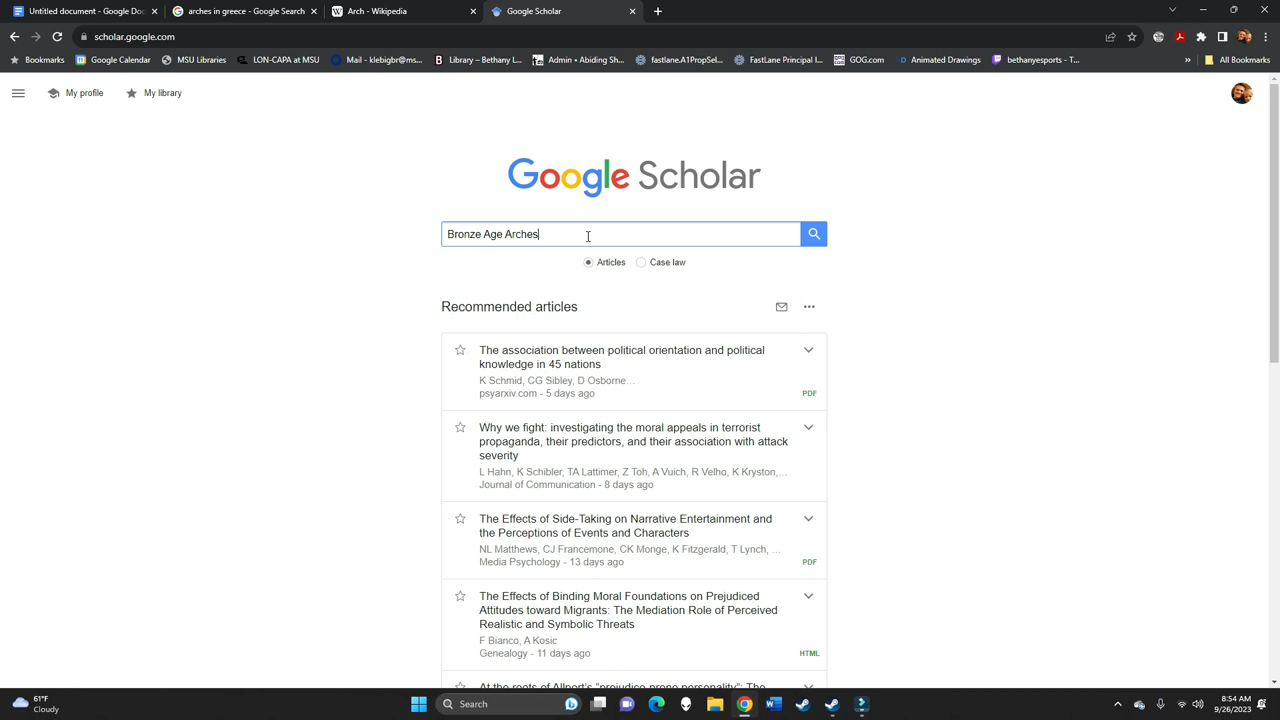 Untitled document - Google Doc
arches in greece - Google Search
Arch - Wikipedia
Google Scholar
scholar.google.com
Bookmarks
Google Calendar
MSU Libraries
LON-CAPA at MSU
Mail - klebigbr@ms...
Library – Bethany L...
Admin • Abiding Sh...
fastlane.A1PropSel...
FastLane Principal I...
GOG.com
Animated Drawings
bethanyesports - T...
»
All Bookmarks
My profile
My library
Google Scholar
Bronze Age Arches
Articles
Case law
Recommended articles
The association between political orientation and political
knowledge in 45 nations
K Schmid, CG Sibley, D Osborne…
psyarxiv.com - 5 days ago
PDF
Why we fight: investigating the moral appeals in terrorist
propaganda, their predictors, and their association with attack
severity
L Hahn, K Schibler, TA Lattimer, Z Toh, A Vuich, R Velho, K Kryston,…
Journal of Communication - 8 days ago
The Effects of Side-Taking on Narrative Entertainment and
the Perceptions of Events and Characters
NL Matthews, CJ Francemone, CK Monge, K Fitzgerald, T Lynch, …
Media Psychology - 13 days ago
PDF
The Effects of Binding Moral Foundations on Prejudiced
Attitudes toward Migrants: The Mediation Role of Perceived
Realistic and Symbolic Threats
F Bianco, A Kosic
Genealogy - 11 days ago
HTML
At the roots of Allport's "prejudice-prone personality": The
61°F
Cloudy
Search
8:54 AM
9/26/2023